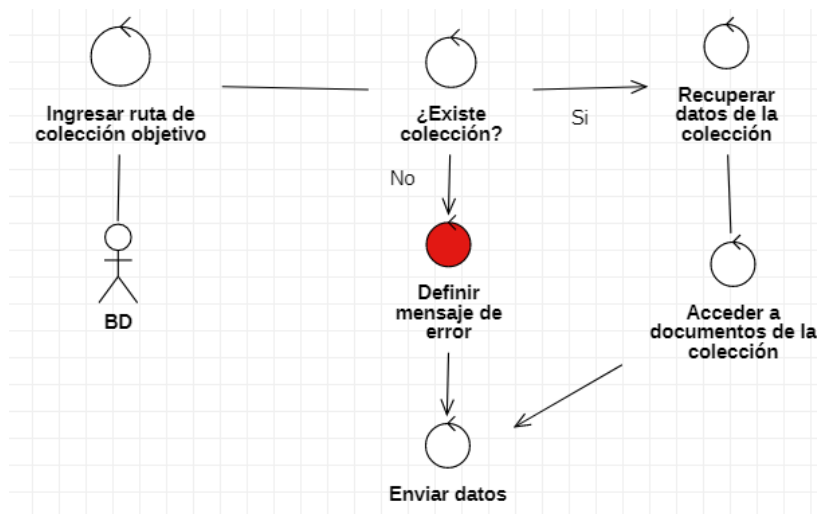 Ingresar ruta de
colección objetivo
¿Existe
colección?
Si
Recuperar
datos de la
colección
No
BD
Definir
mensaje de
error
Acceder a
documentos de la
colección
Enviar datos